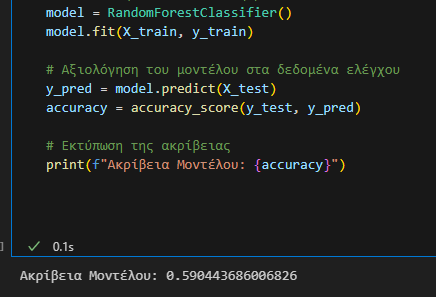 model = RandomForestClassifier()
model.fit(X_train, y_train)
# Αξιολόγηση του μοντέλου στα δεδομένα ελέγχου
y_pred = model.predict(X_test)
accuracy = accuracy_score(y_test, y_pred)
# Εκτύπωση της ακρίβειας
print(f"Ακρίβεια Μοντέλου: {accuracy}")
] ✓ 0.1s
Ακρίβεια Μοντέλου: 0.590443686006826